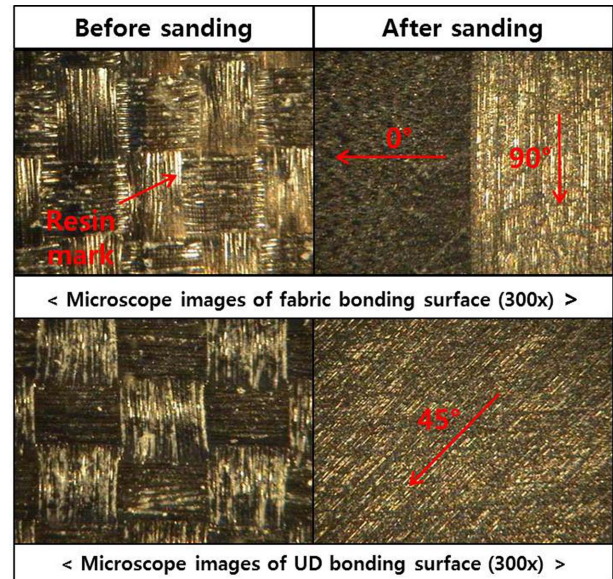 Before sanding
After sanding
0°
90°
Resin
mark
< Microscope images of fabric bonding surface (300x) >
45°
< Microscope images of UD bonding surface (300x) >